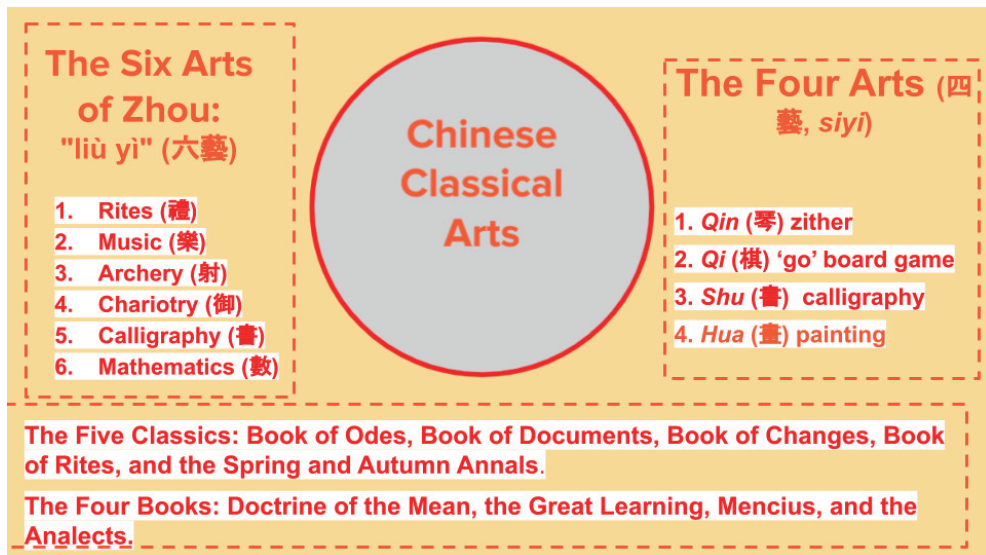 The Six Arts
of Zhou:
"liù yì" (六藝)
1. Rites (禮)
2. Music (樂)
3. Archery (射)
4. Chariotry (御)
5. Calligraphy (書)
6. Mathematics (數)
Chinese
Classical
Arts
The Four Arts (四
藝, siyi)
1. Qin (琴) zither
2. Qi (棋) ‘go’ board game
3. Shu (書) calligraphy
4. Hua (畫) painting
The Five Classics: Book of Odes, Book of Documents, Book of Changes, Book
of Rites, and the Spring and Autumn Annals.
The Four Books: Doctrine of the Mean, the Great Learning, Mencius, and the
Analects.